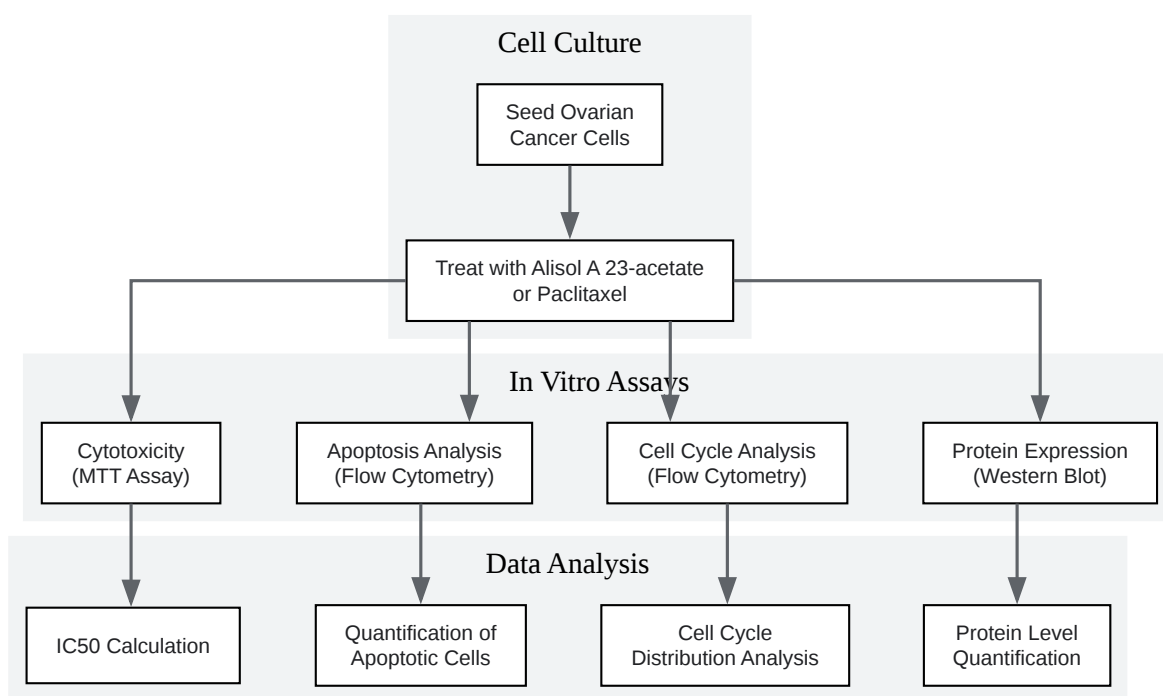 Cell Culture
Seed Ovarian
Cancer Cells
Treat with Alisol A 23-acetate
or Paclitaxel
In Vitro Assays
Cytotoxicity
(MTT Assay)
Apoptosis Analysis
(Flow Cytometry)
Cell Cycle Analysis
(Flow Cytometry)
Protein Expression
(Western Blot)
Data Analysis
IC50 Calculation
Quantification of
Apoptotic Cells
Cell Cycle
Distribution Analysis
Protein Level
Quantification